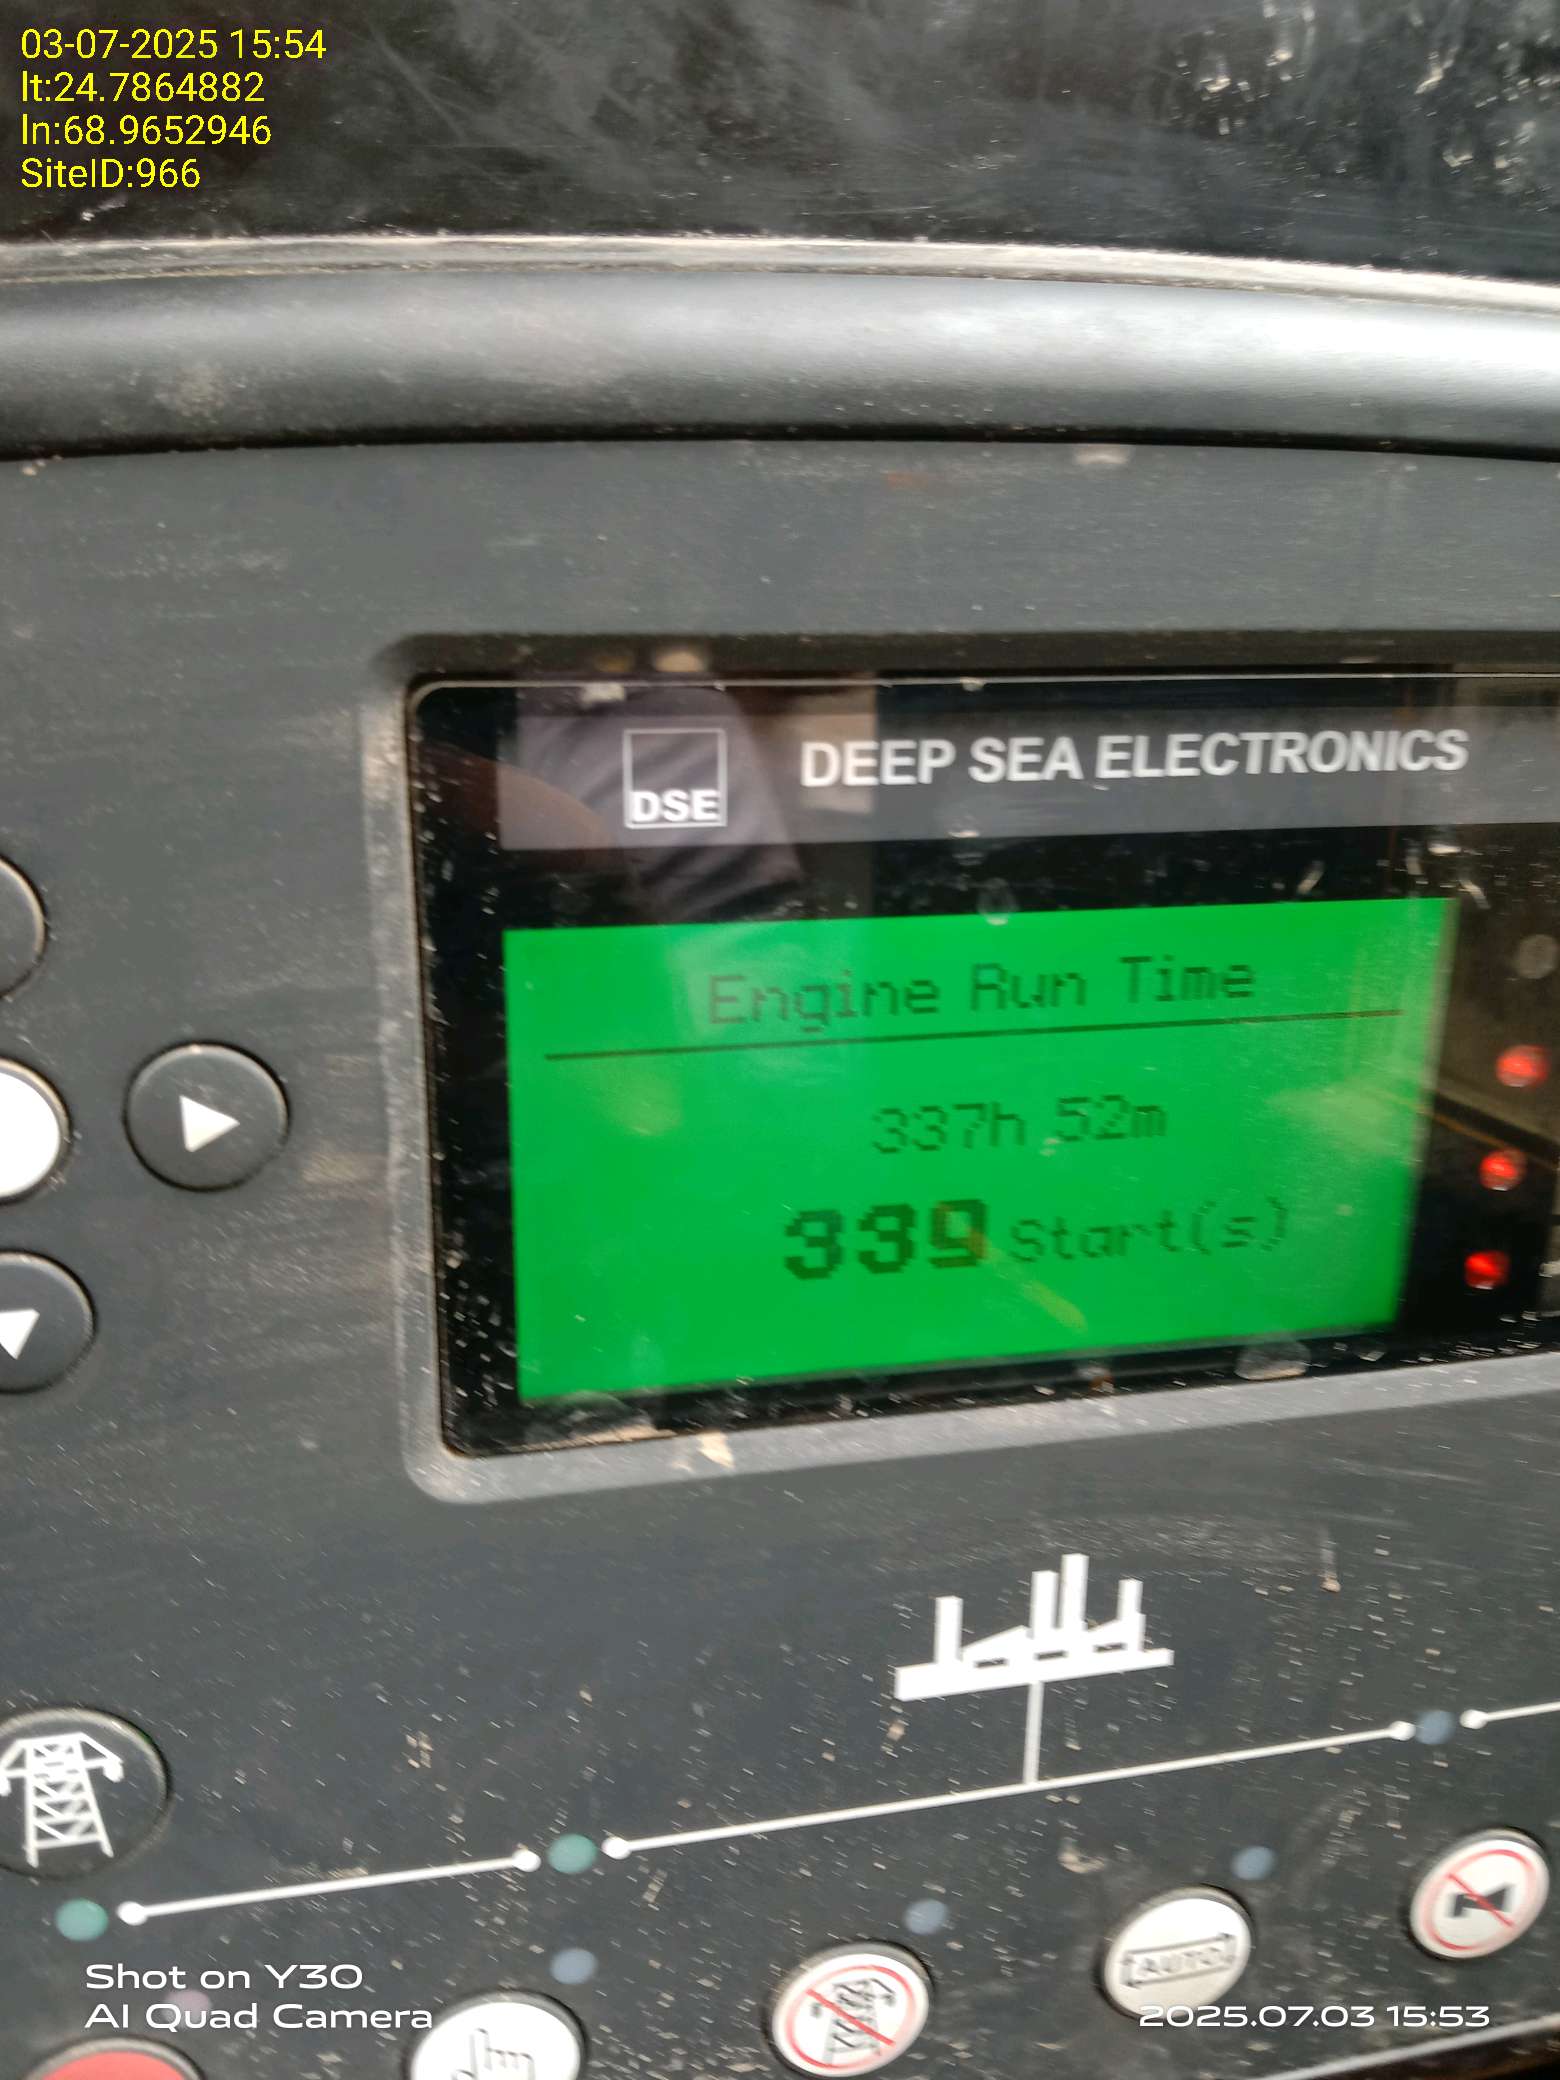 03-07-2025 15:54
lt:24.7864882
ln:68.9652946
SiteID:966
DSE
DEEP SEA ELECTRONICS
Engine Run Time
337h 52m
339 Start(s)
AUTO
Shot on Y30
AI Quad Camera
2025.07.03 15:53